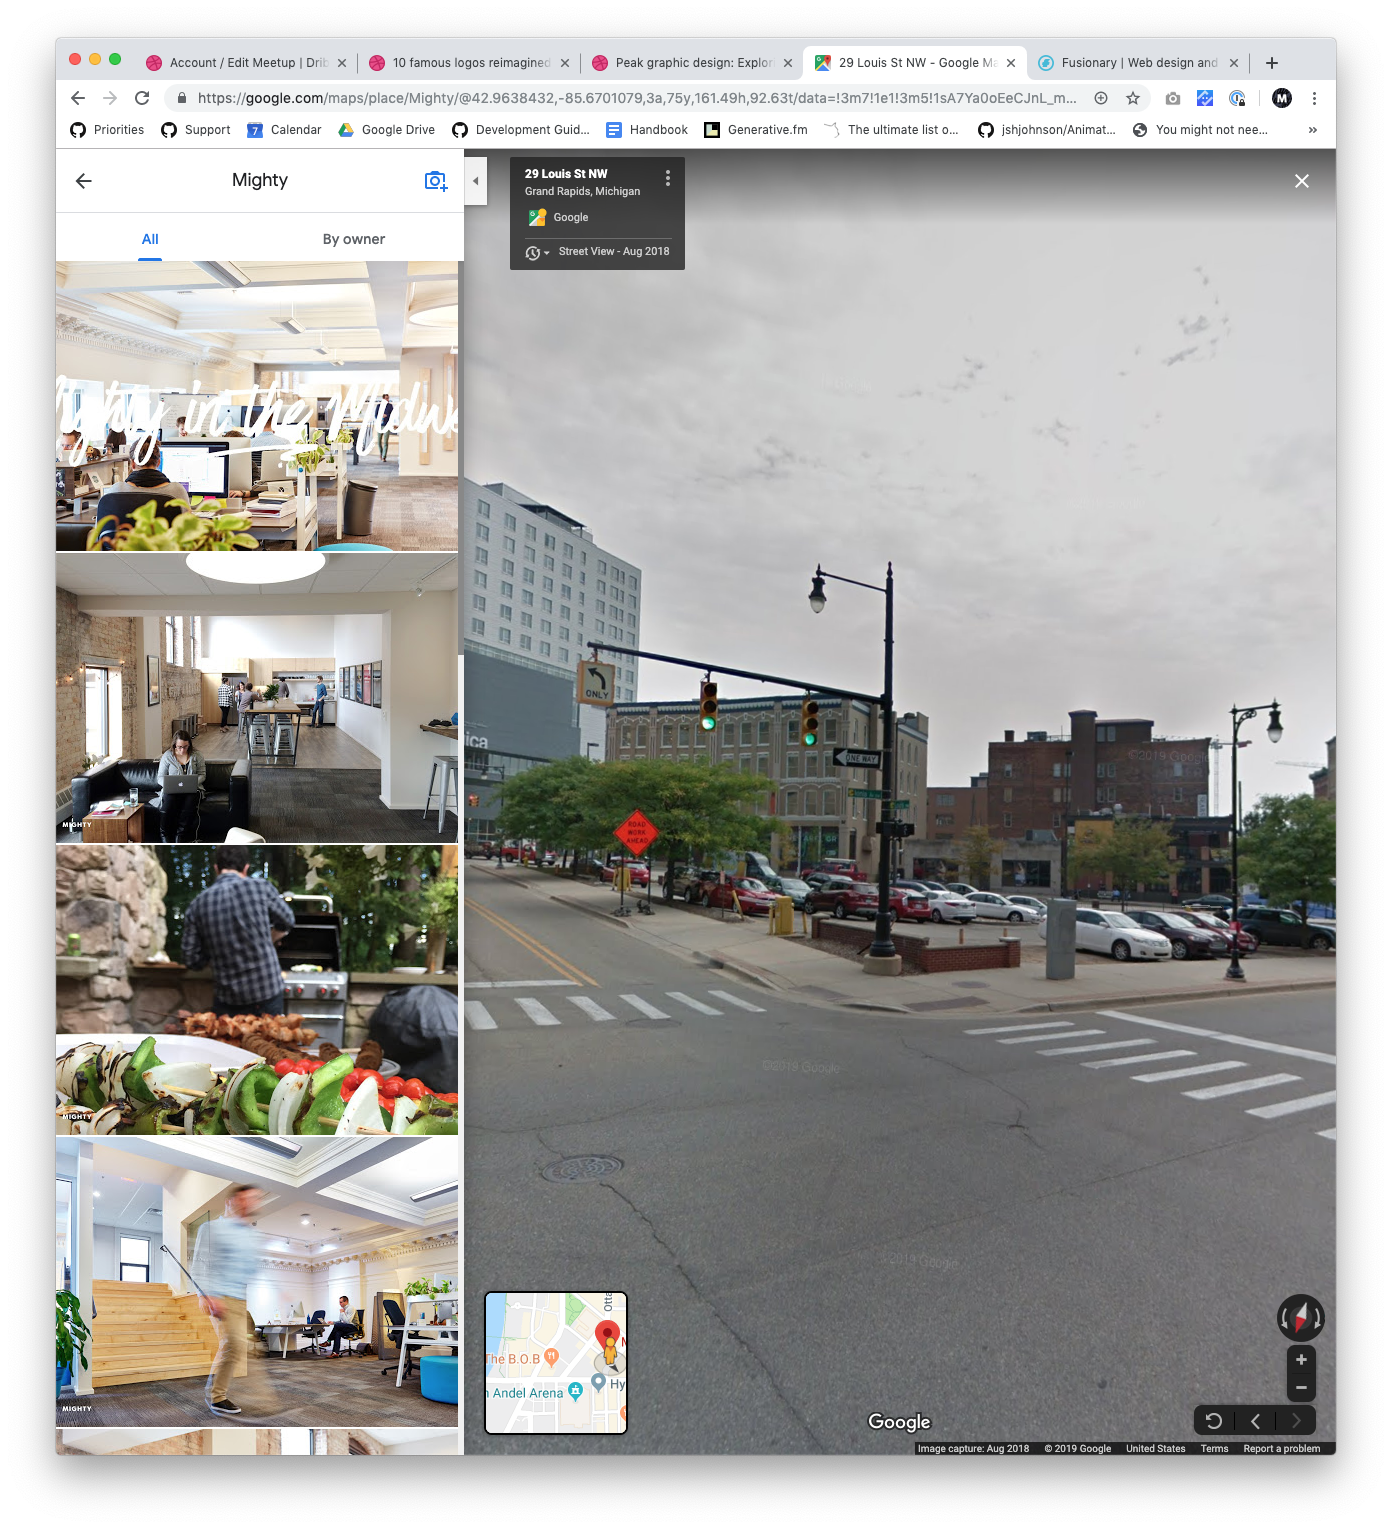 Account / Edit Meetup | Drib
10 famous logos reimagined
Peak graphic design: Explori
29 Louis St NW - Google Ma
Fusionary | Web design and
https://google.com/maps/place/Mighty/@42.9638432,-85.6701079,3a,75y,161.49h,92.63t/data=!3m7!1e1!3m5!1sA7Ya0oEeCJnL_m...
M
Priorities
Support
7
Calendar
Google Drive
Development Guid...
Handbook
Generative.fm
The ultimate list o...
jshjohnson/Animat...
You might not nee...
»
Mighty
All
By owner
Mighty in the Midw
MIGHTY
MIGHTY
MIGHTY
29 Louis St NW
Grand Rapids, Michigan
Google
Street View - Aug 2018
ONLY
ica
ONE WAY
ROAD
WORK
AHEAD
©2019 Google
©2019 Google
2019 Google
Otta
The B.O.B
n Andel Arena
Hy
Google
Image capture: Aug 2018
© 2019 Google
United States
Terms
Report a problem